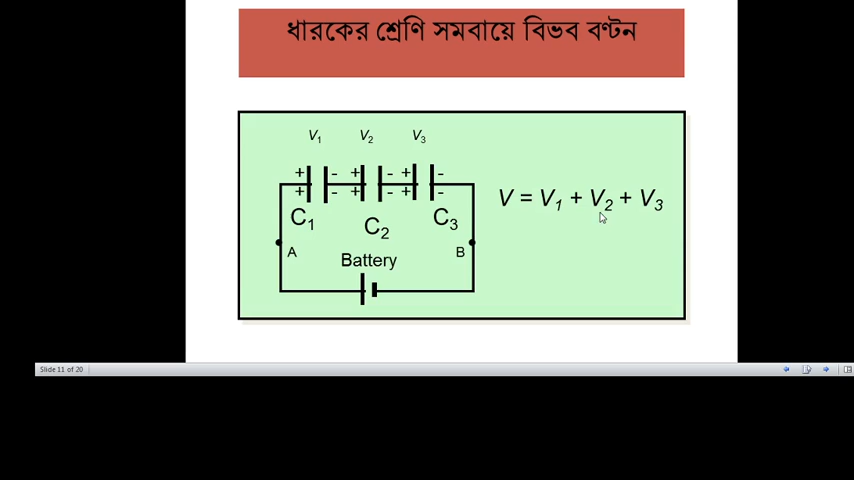 ধারকের শ্রেণি সমবায়ে বিভব বণ্টন
V₁ V₂ V₃
+ - + - + -
+ - + - + -
C₁ C₂ C₃
V = V₁ + V₂ + V₃
A B
Battery
Slide 11 of 20